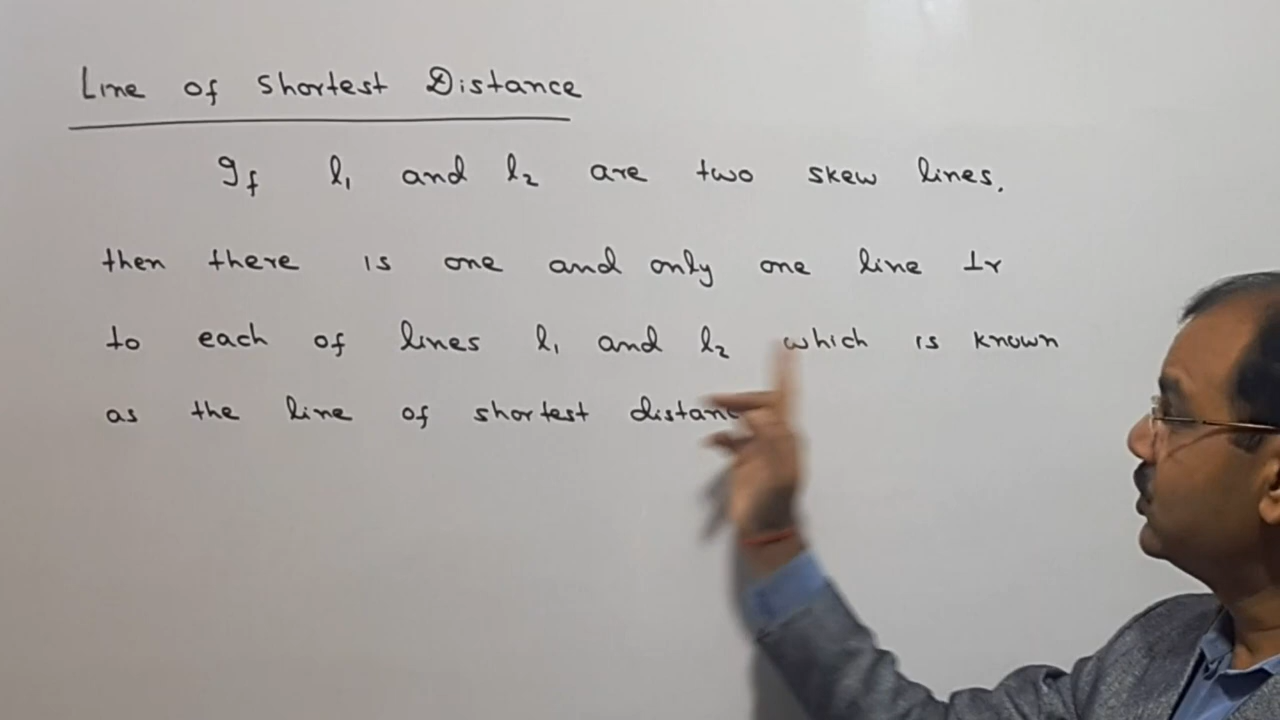 Line of Shortest Distance
If l₁ and l₂ are two skew lines.
then there is one and only one line ⊥r
to each of lines l₁ and l₂ which is known
as the line of shortest distanc